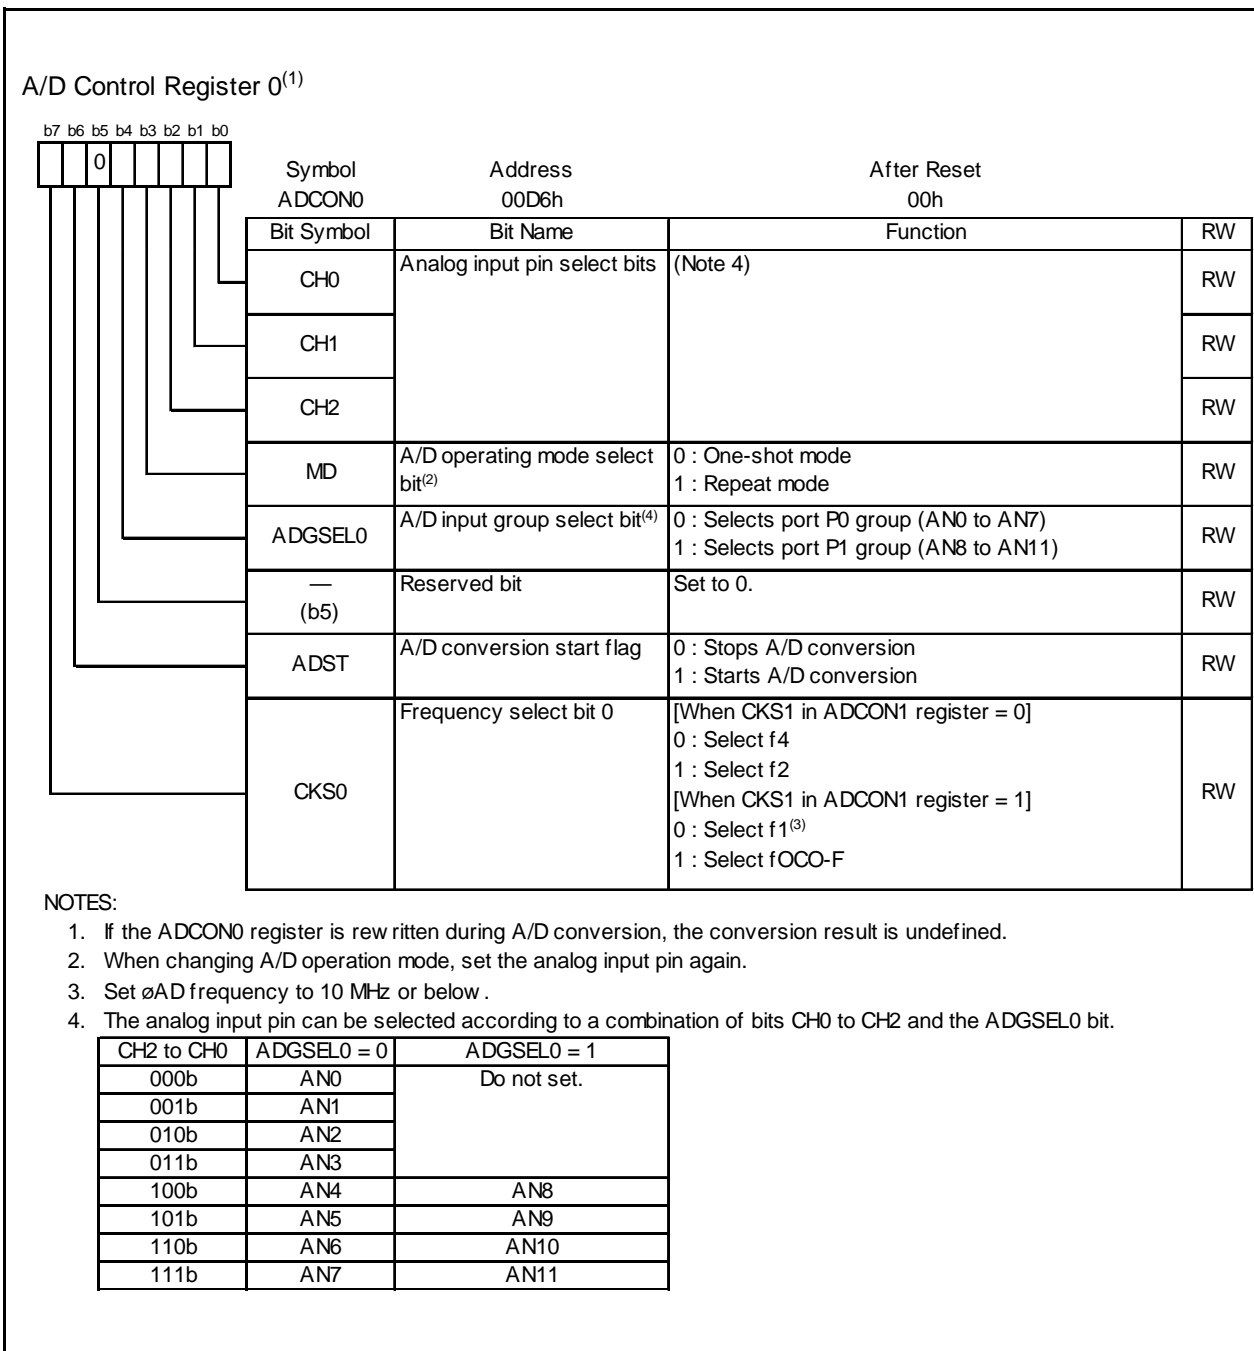 A/D Control Register 0(1)
b7 b6 b5 b4 b3 b2 b1 b0
0
Symbol Address After Reset
ADCON0 00D6h 00h
Bit Symbol Bit Name Function RW
CH0 Analog input pin select bits (Note 4) RW
CH1 RW
CH2 RW
MD A/D operating mode select bit(2) 0 : One-shot mode RW
1 : Repeat mode
ADGSEL0 A/D input group select bit(4) 0 : Selects port P0 group (AN0 to AN7) RW
1 : Selects port P1 group (AN8 to AN11)
— Reserved bit Set to 0. RW
(b5)
ADST A/D conversion start flag 0 : Stops A/D conversion RW
1 : Starts A/D conversion
CKS0 Frequency select bit 0 [When CKS1 in ADCON1 register = 0] RW
0 : Select f4
1 : Select f2
[When CKS1 in ADCON1 register = 1]
0 : Select f1(3)
1 : Select fOCO-F
NOTES:
1. If the ADCON0 register is rewritten during A/D conversion, the conversion result is undefined.
2. When changing A/D operation mode, set the analog input pin again.
3. Set øAD frequency to 10 MHz or below.
4. The analog input pin can be selected according to a combination of bits CH0 to CH2 and the ADGSEL0 bit.
CH2 to CH0 ADGSEL0 = 0 ADGSEL0 = 1
000b AN0 Do not set.
001b AN1
010b AN2
011b AN3
100b AN4 AN8
101b AN5 AN9
110b AN6 AN10
111b AN7 AN11